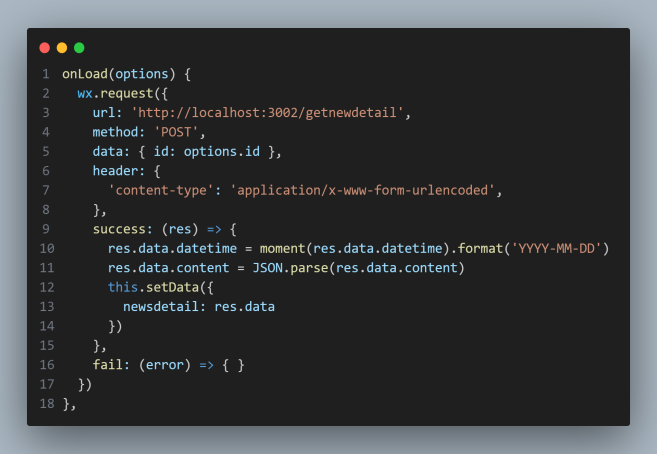 1 onLoad(options) {
2   wx.request({
3     url: 'http://localhost:3002/getnewdetail',
4     method: 'POST',
5     data: { id: options.id },
6     header: {
7       'content-type': 'application/x-www-form-urlencoded',
8     },
9     success: (res) => {
10       res.data.datetime = moment(res.data.datetime).format('YYYY-MM-DD')
11       res.data.content = JSON.parse(res.data.content)
12       this.setData({
13         newsdetail: res.data
14       })
15     },
16     fail: (error) => { }
17   })
18 },